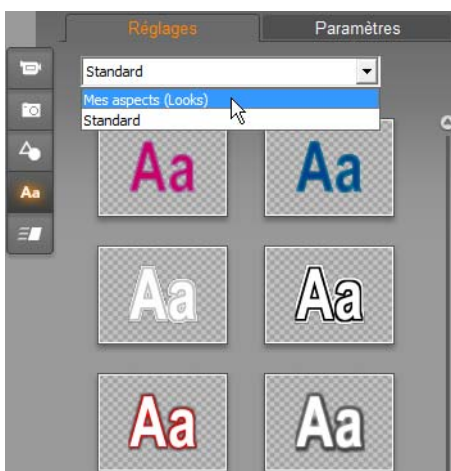 Réglages Paramètres
Standard
Mes aspects (Looks)
Standard
Aa Aa
Aa
Aa Aa
Aa Aa